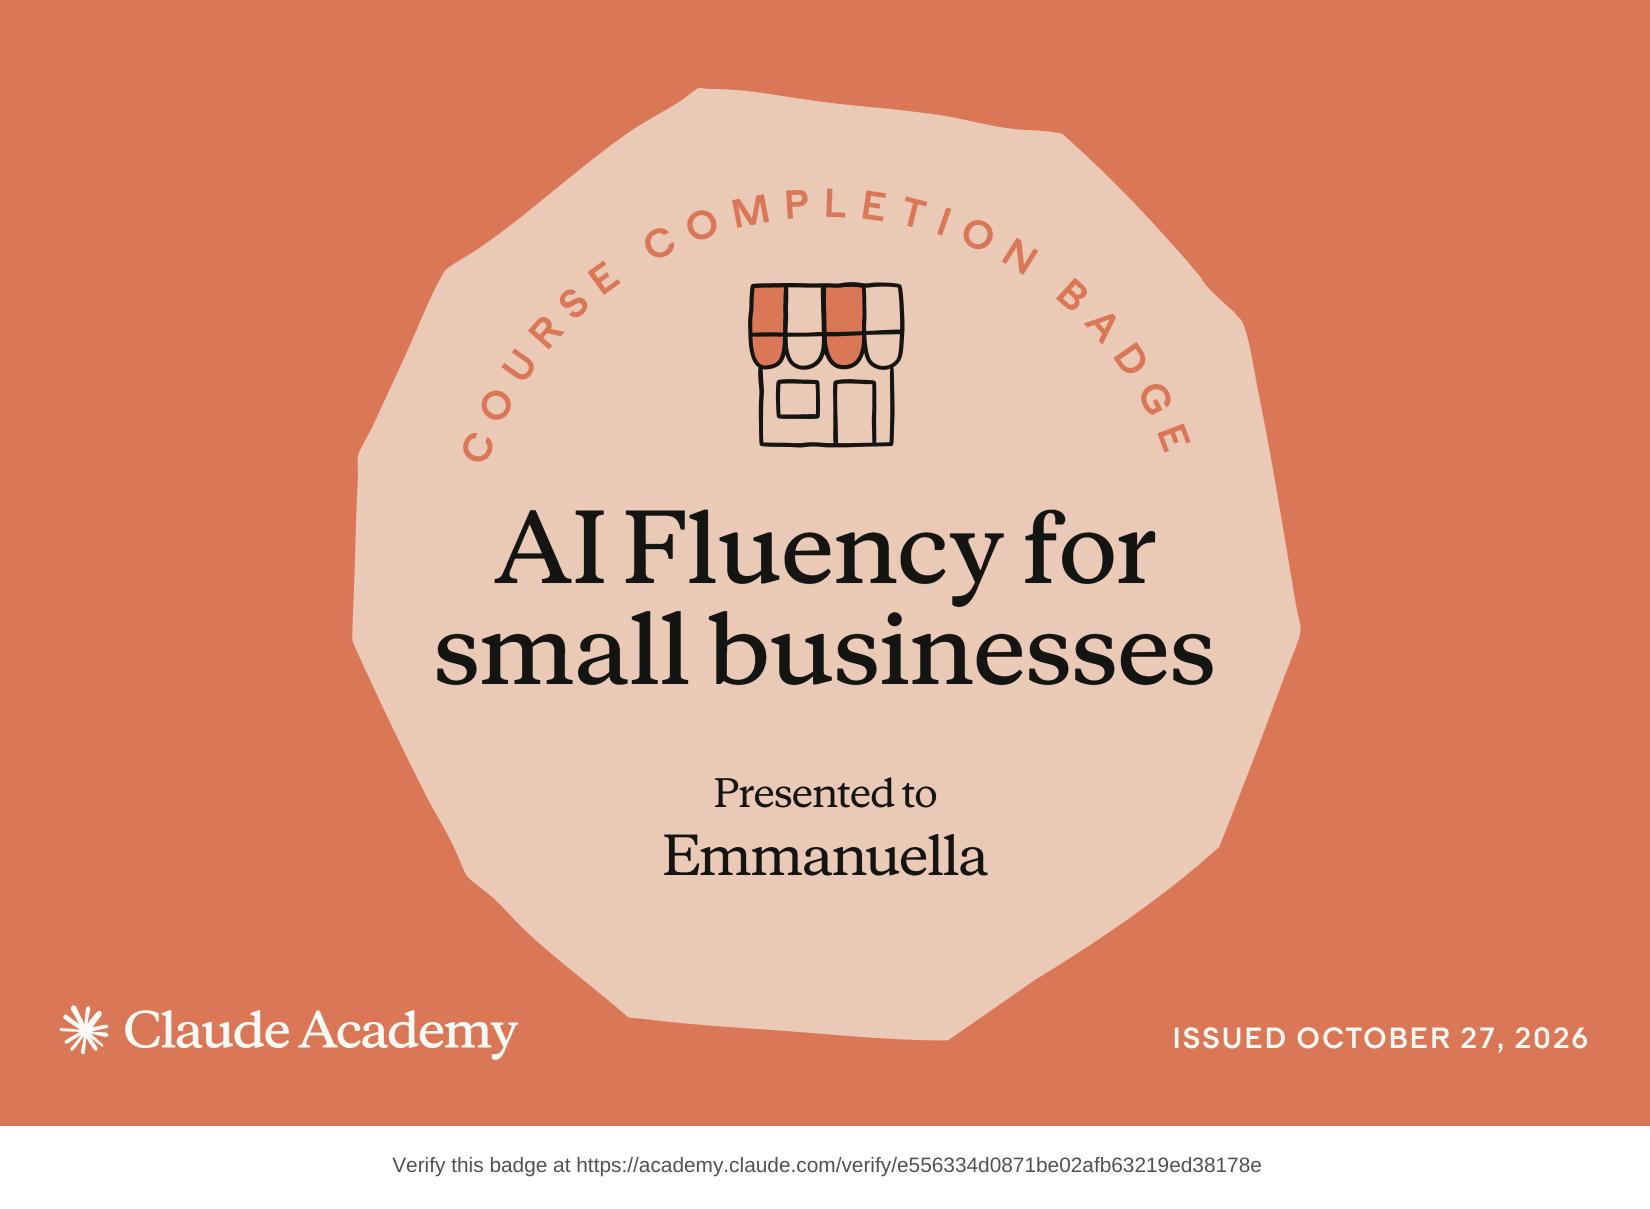 COURSE COMPLETION BADGE
AI Fluency for
small businesses
Presented to
Emmanuella
Claude Academy
ISSUED OCTOBER 27, 2026
Verify this badge at https://academy.claude.com/verify/e556334d0871be02afb63219ed38178e